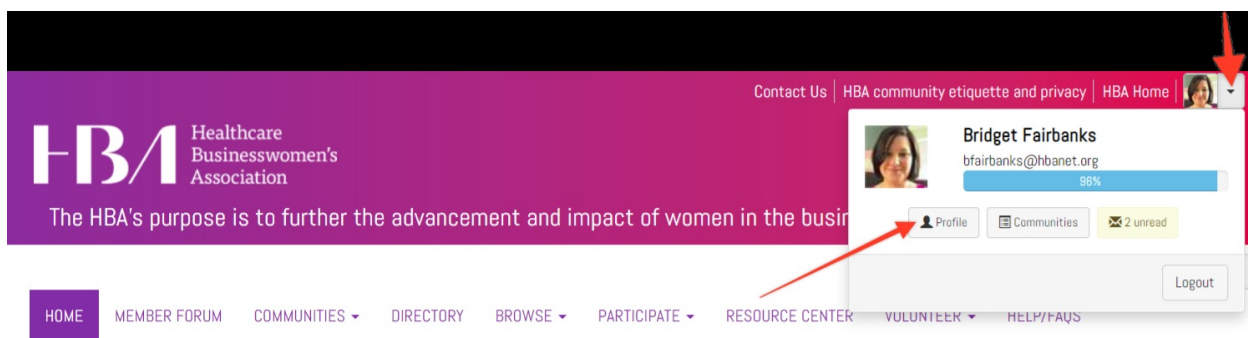 Contact Us | HBA community etiquette and privacy | HBA Home |
HBA Healthcare
Businesswomen's
Association
The HBA's purpose is to further the advancement and impact of women in the busin
Bridget Fairbanks
bfairbanks@hbanet.org
96%
Profile Communities 2 unread
Logout
HOME MEMBER FORUM COMMUNITIES DIRECTORY BROWSE PARTICIPATE RESOURCE CENTER VOLUNTEER HELP/FAQS